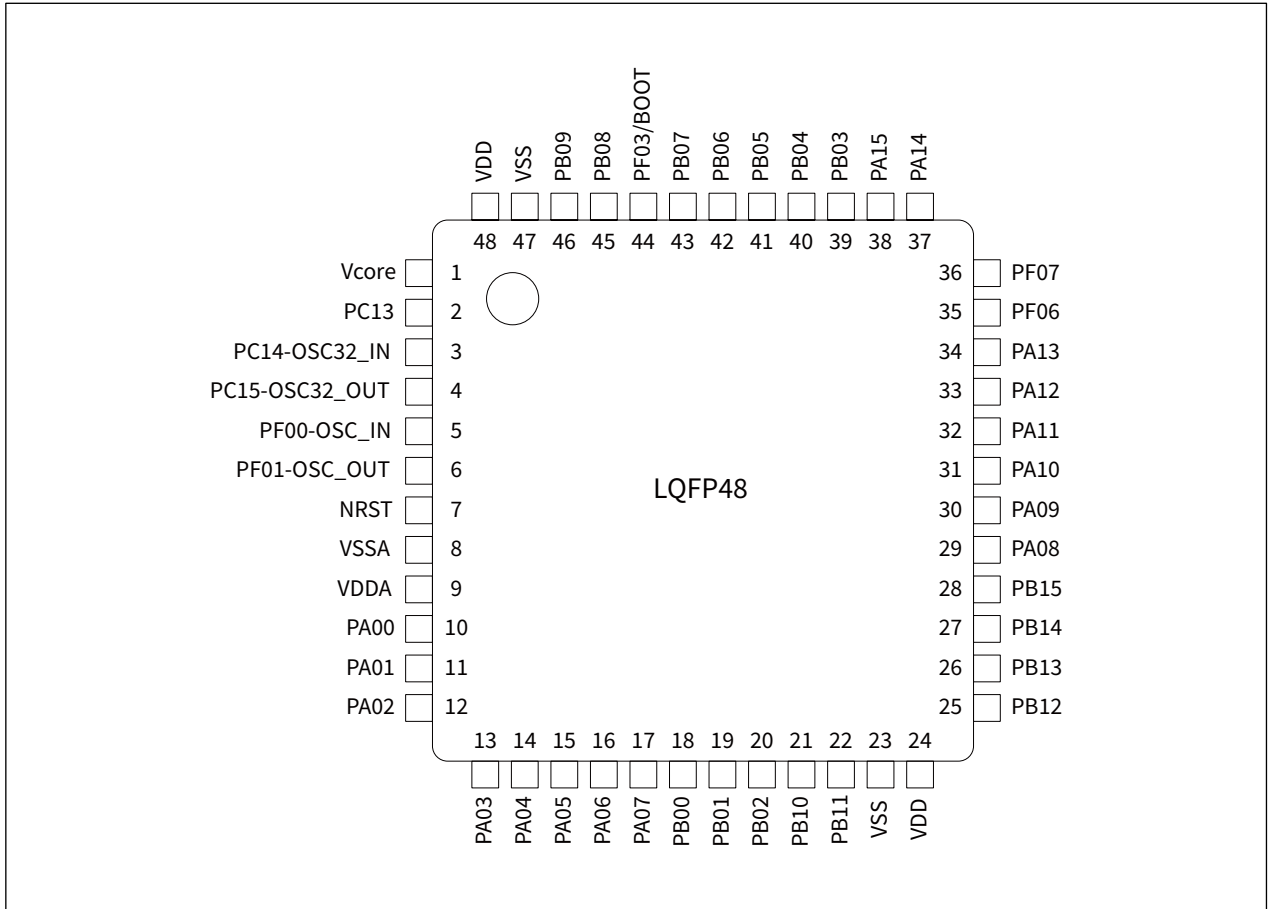 VDD
VSS
PB09
PB08
PF03/BOOT
PB07
PB06
PB05
PB04
PB03
PA15
PA14
48 47 46 45 44 43 42 41 40 39 38 37
Vcore 1 36 PF07
PC13 2 35 PF06
PC14-OSC32_IN 3 34 PA13
PC15-OSC32_OUT 4 33 PA12
PF00-OSC_IN 5 32 PA11
PF01-OSC_OUT 6 31 PA10
LQFP48
NRST 7 30 PA09
VSSA 8 29 PA08
VDDA 9 28 PB15
PA00 10 27 PB14
PA01 11 26 PB13
PA02 12 25 PB12
13 14 15 16 17 18 19 20 21 22 23 24
PA03
PA04
PA05
PA06
PA07
PB00
PB01
PB02
PB10
PB11
VSS
VDD